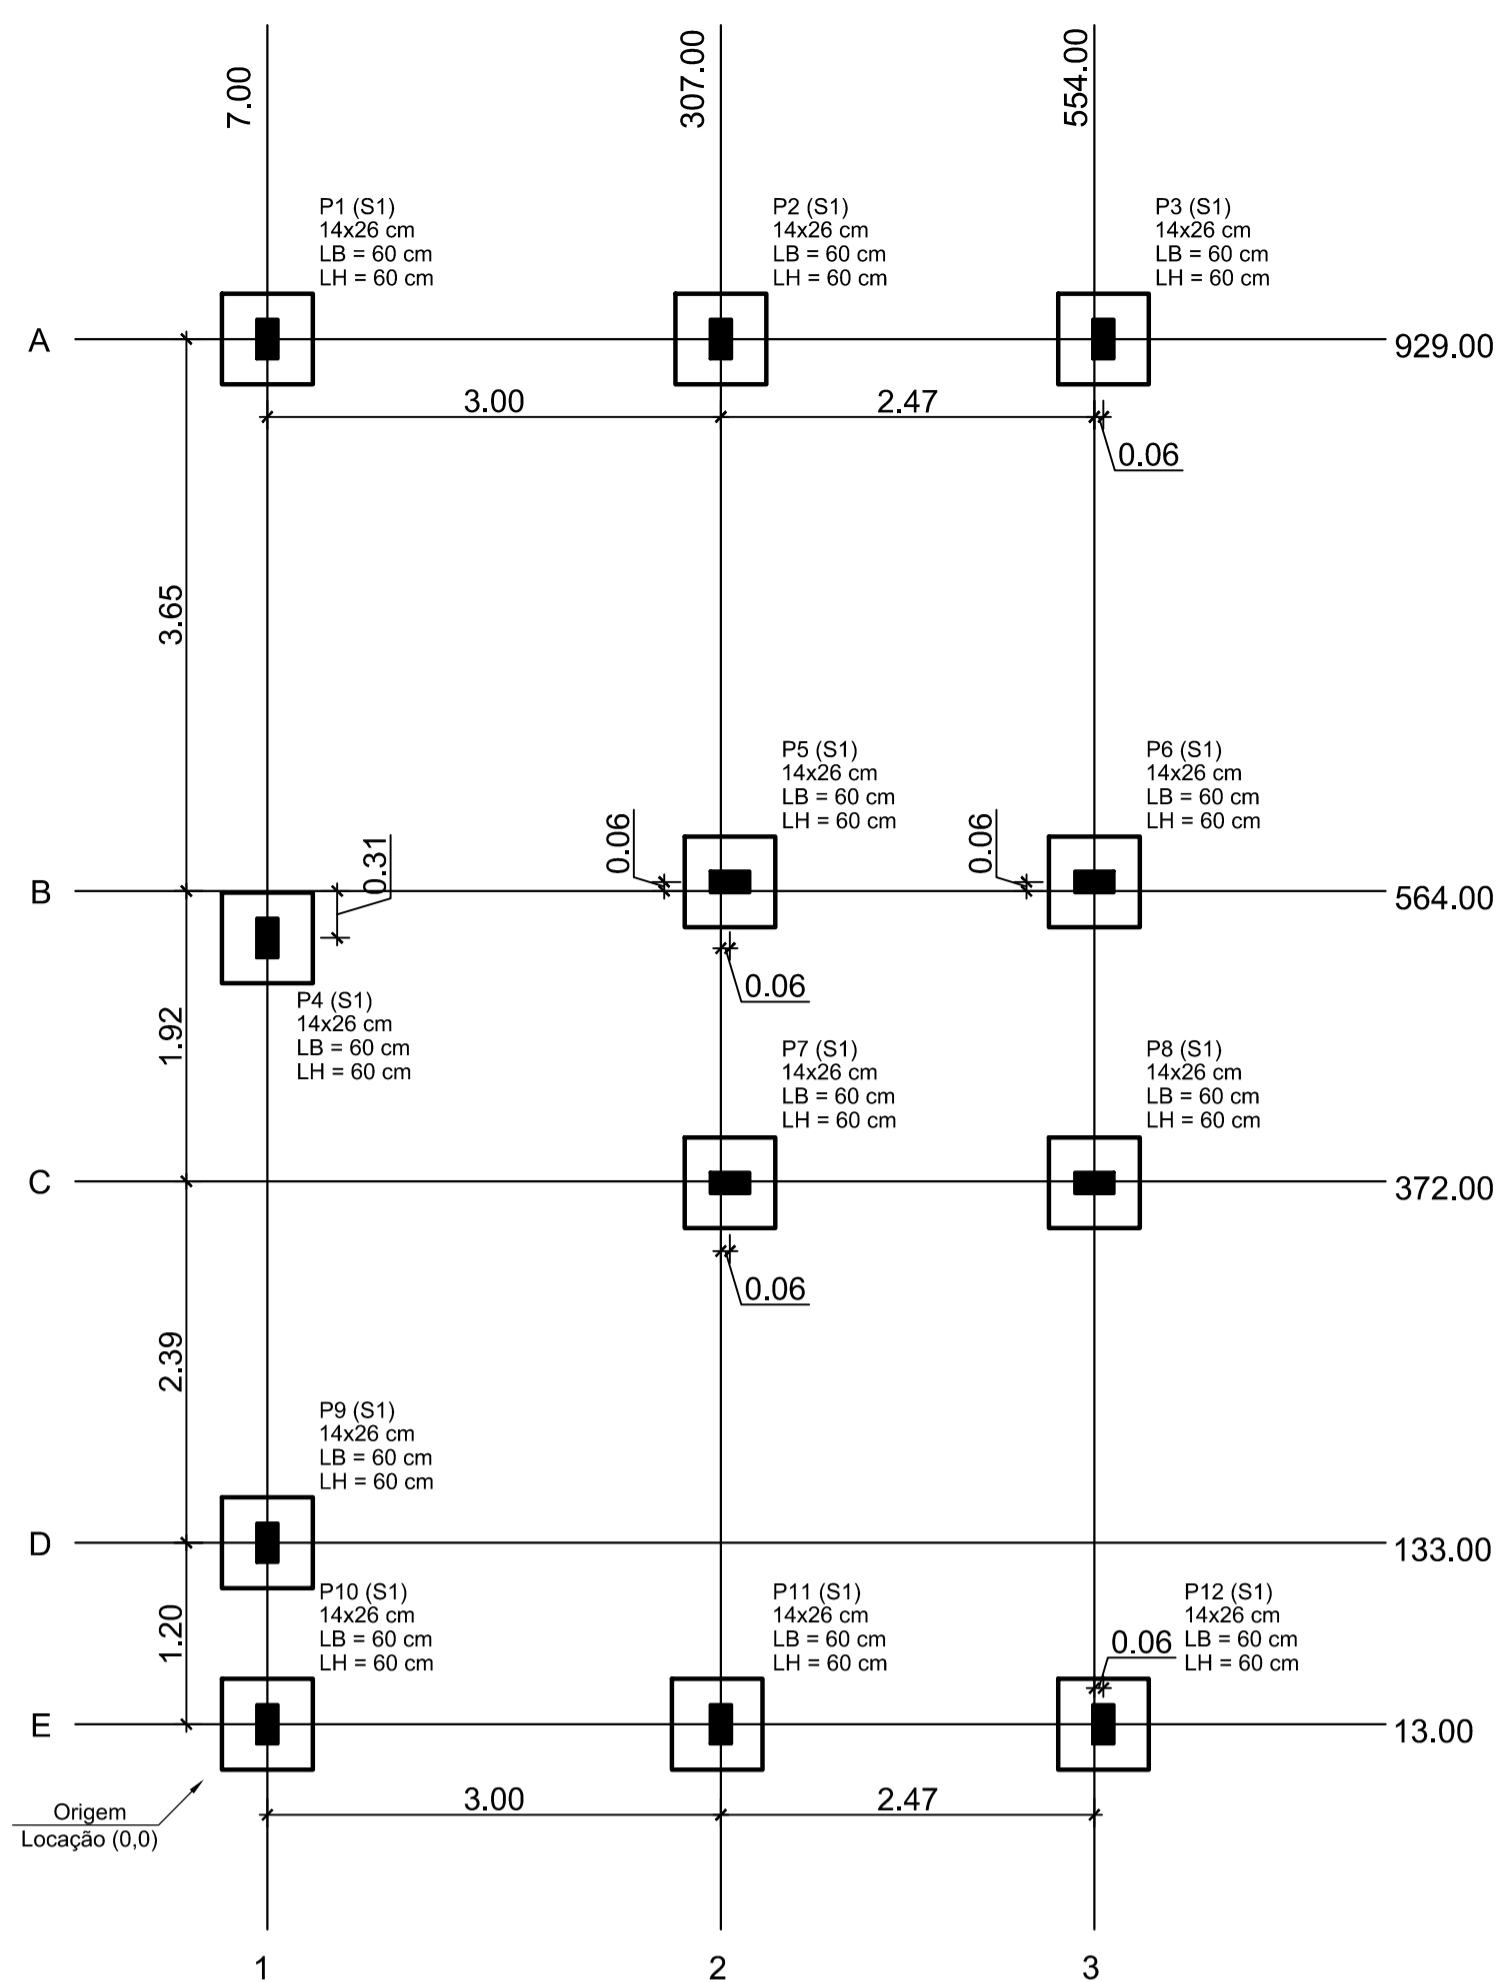 7.00
307.00
554.00
P1 (S1)
14x26 cm
LB = 60 cm
LH = 60 cm
P2 (S1)
14x26 cm
LB = 60 cm
LH = 60 cm
P3 (S1)
14x26 cm
LB = 60 cm
LH = 60 cm
A
929.00
3.00
2.47
0.06
3.65
P5 (S1)
14x26 cm
LB = 60 cm
LH = 60 cm
P6 (S1)
14x26 cm
LB = 60 cm
LH = 60 cm
0.31
0.06
0.06
B
564.00
0.06
P4 (S1)
14x26 cm
LB = 60 cm
LH = 60 cm
1.92
P7 (S1)
14x26 cm
LB = 60 cm
LH = 60 cm
P8 (S1)
14x26 cm
LB = 60 cm
LH = 60 cm
C
372.00
0.06
2.39
P9 (S1)
14x26 cm
LB = 60 cm
LH = 60 cm
D
133.00
1.20
P10 (S1)
14x26 cm
LB = 60 cm
LH = 60 cm
P11 (S1)
14x26 cm
LB = 60 cm
LH = 60 cm
0.06
P12 (S1)
14x26 cm
LB = 60 cm
LH = 60 cm
E
13.00
3.00
2.47
Origem
Locação (0,0)
1
2
3